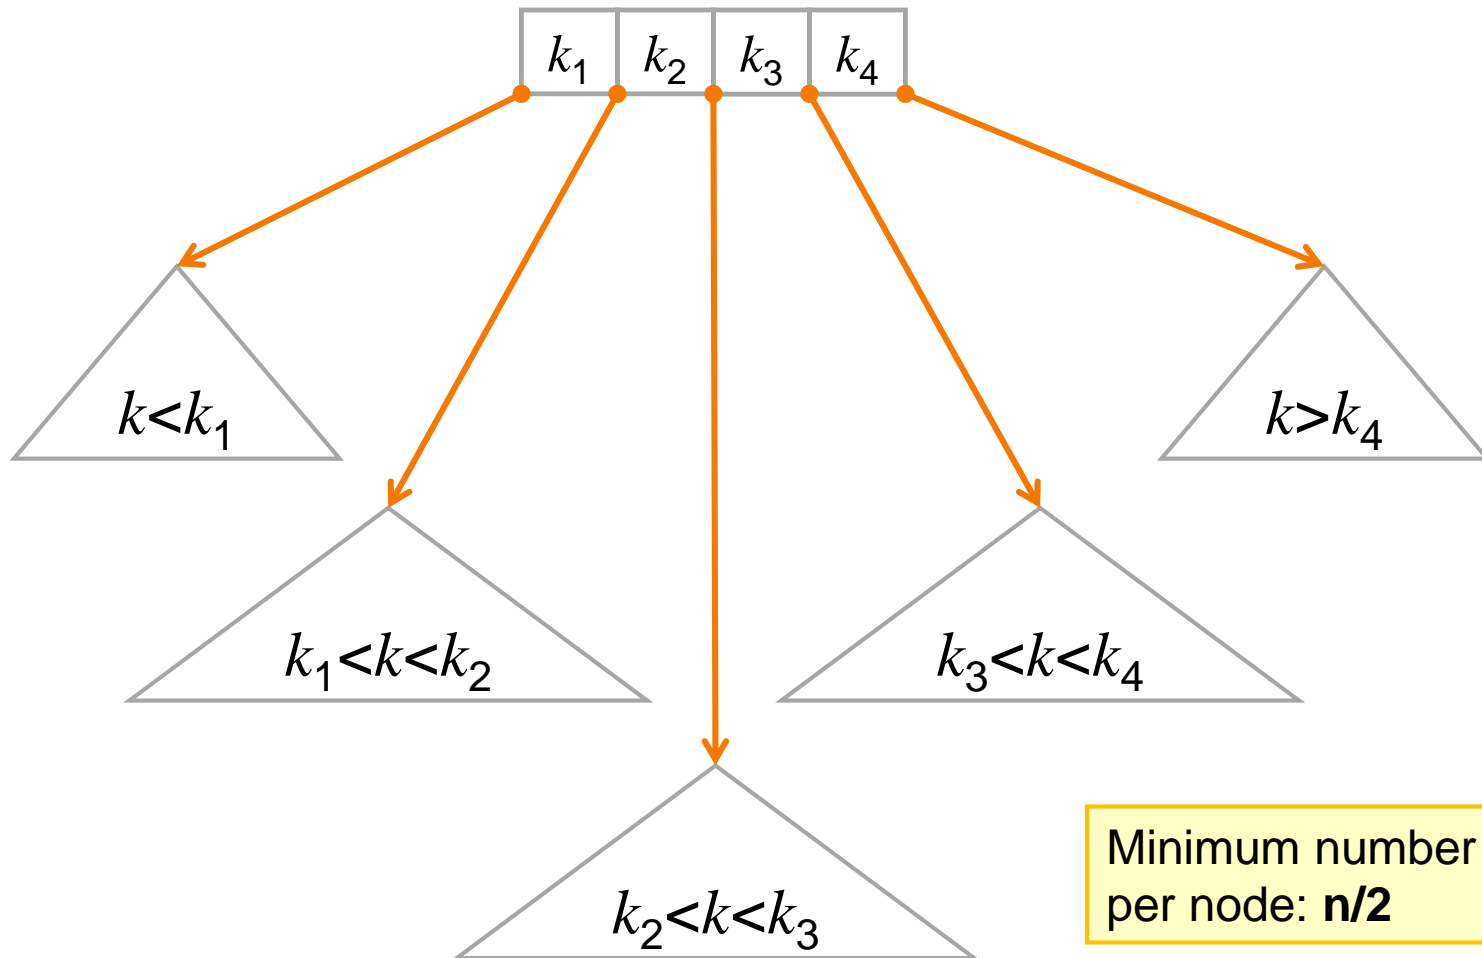 k₁ k₂ k₃ k₄
k<k₁
k>k₄
k₁<k<k₂
k₃<k<k₄
k₂<k<k₃
Minimum number
per node: n/2